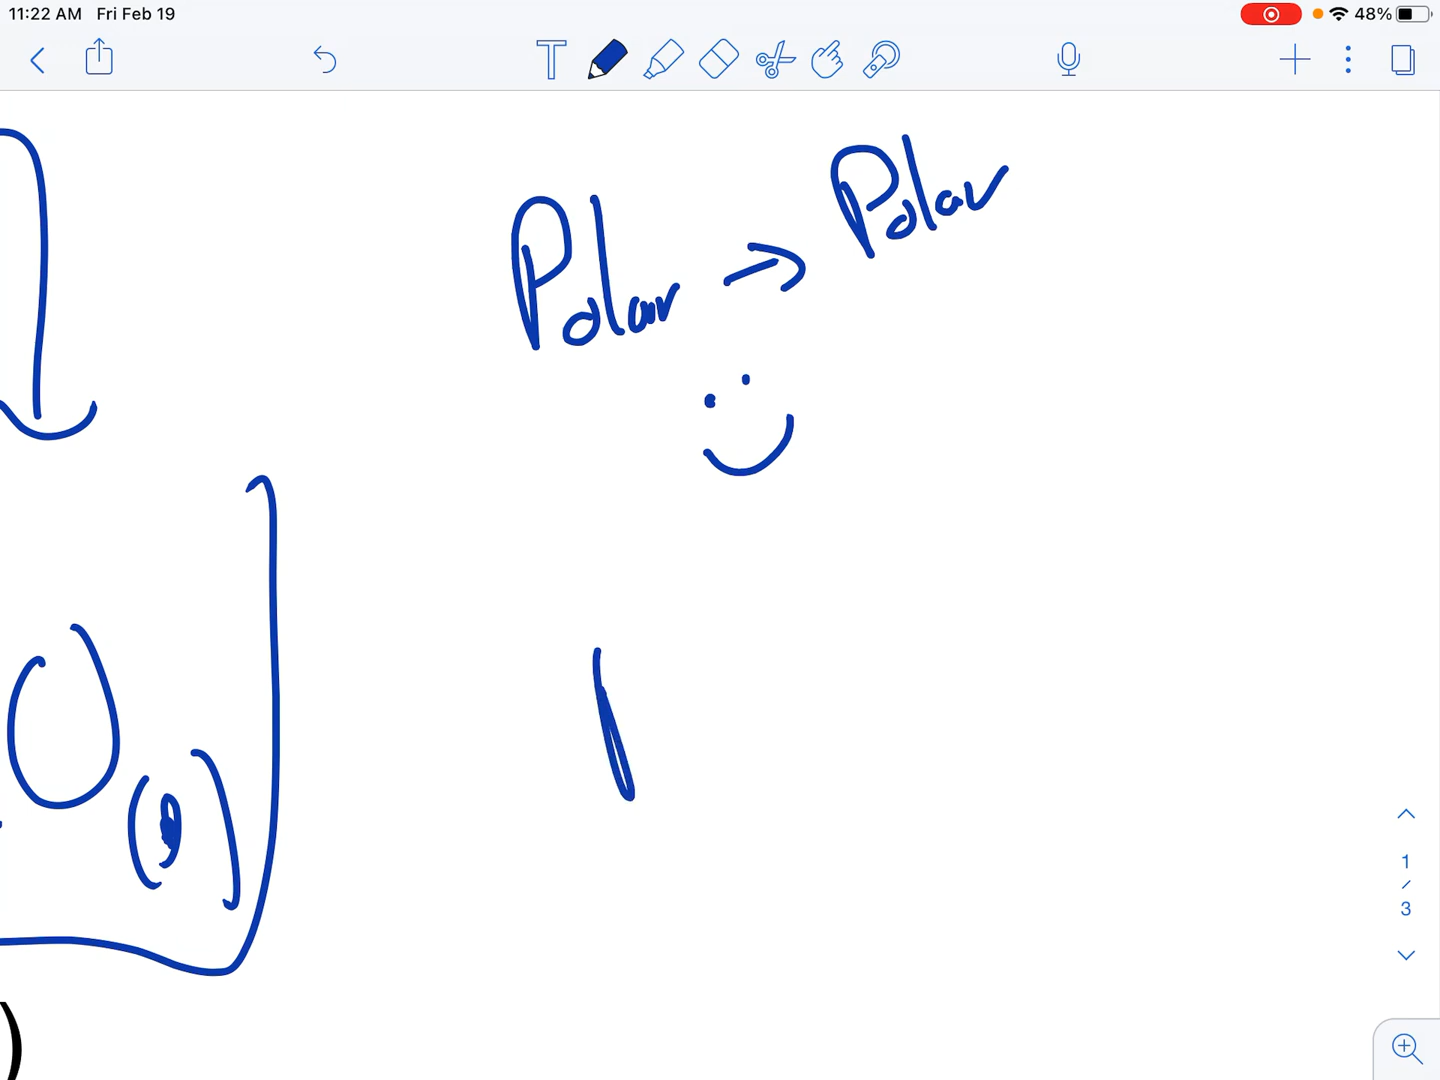 11:22 AM Fri Feb 19
48%
T
Polar → Polar
O
(
)
1
/
3
)